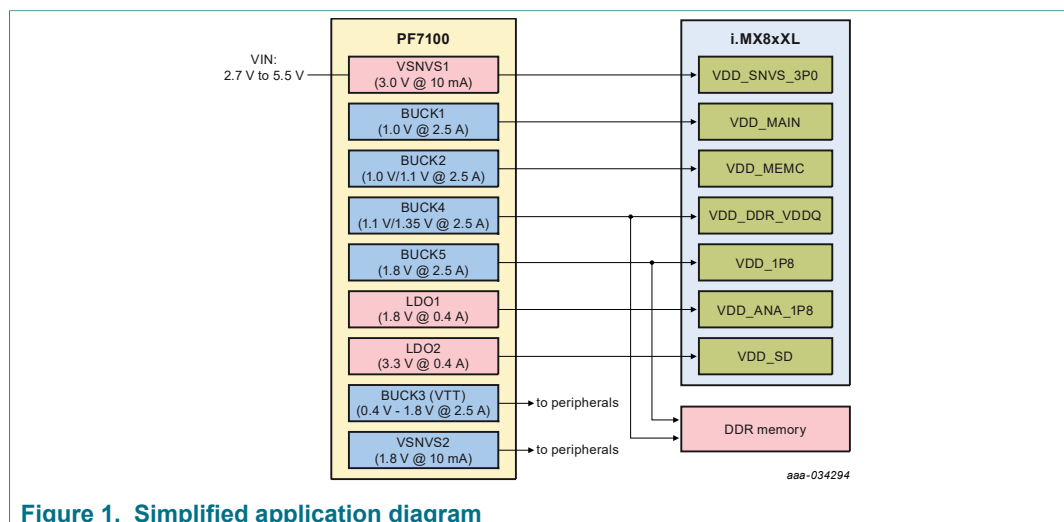 PF7100
i.MX8xXL
VIN:
2.7 V to 5.5 V
VSNVS1
(3.0 V @ 10 mA)
VDD_SNVS_3P0
BUCK1
(1.0 V @ 2.5 A)
VDD_MAIN
BUCK2
(1.0 V/1.1 V @ 2.5 A)
VDD_MEMC
BUCK4
(1.1 V/1.35 V @ 2.5 A)
VDD_DDR_VDDQ
BUCK5
(1.8 V @ 2.5 A)
VDD_1P8
LDO1
(1.8 V @ 0.4 A)
VDD_ANA_1P8
LDO2
(3.3 V @ 0.4 A)
VDD_SD
BUCK3 (VTT)
(0.4 V - 1.8 V @ 2.5 A)
to peripherals
DDR memory
VSNVS2
(1.8 V @ 10 mA)
to peripherals
aaa-034294
Figure 1. Simplified application diagram